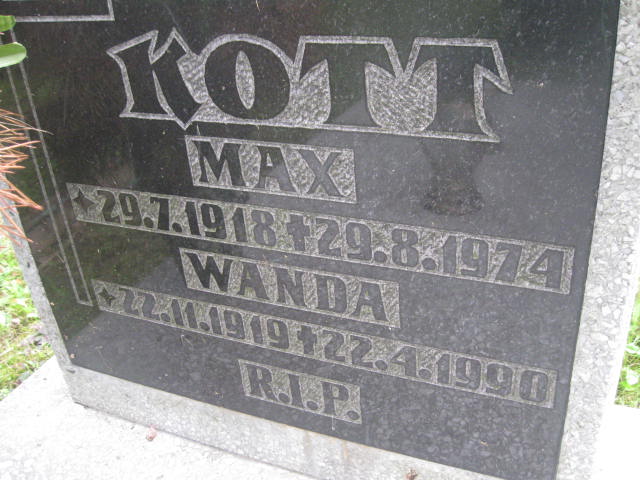 KOTT
MAX
★29.7.1918 ✝29.8.1974
WANDA
★22.11.1919 ✝22.4.1990
R.I.P.